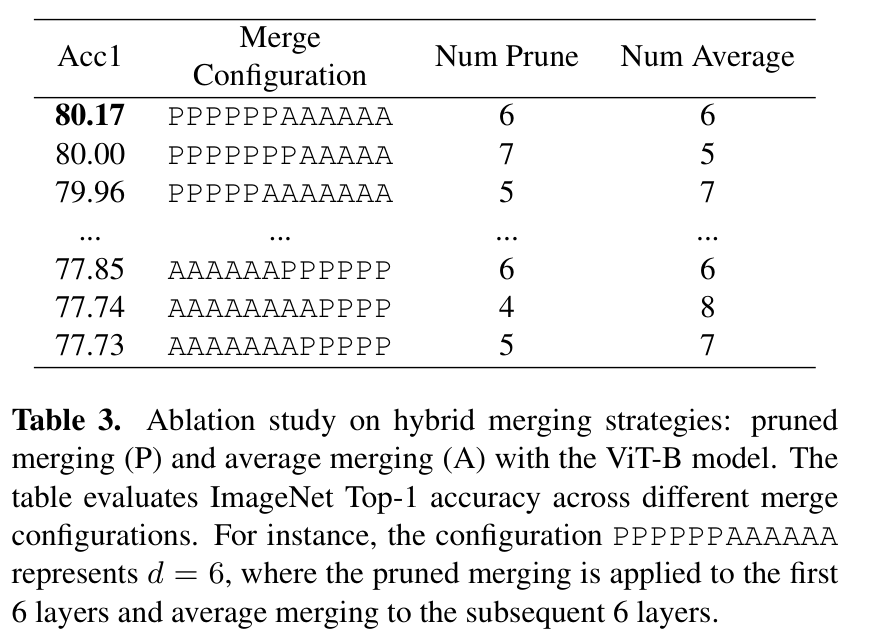 Acc1 Merge Configuration Num Prune Num Average
80.17 PPPPPPAAAAAA 6 6
80.00 PPPPPPPAAAAA 7 5
79.96 PPPPPAAAAAAA 5 7
... ... ... ...
77.85 AAAAAAPPPPPP 6 6
77.74 AAAAAAAAPPPP 4 8
77.73 AAAAAAAPPPPP 5 7
Table 3. Ablation study on hybrid merging strategies: pruned
merging (P) and average merging (A) with the ViT-B model. The
table evaluates ImageNet Top-1 accuracy across different merge
configurations. For instance, the configuration PPPPPPAAAAAA
represents d = 6, where the pruned merging is applied to the first
6 layers and average merging to the subsequent 6 layers.